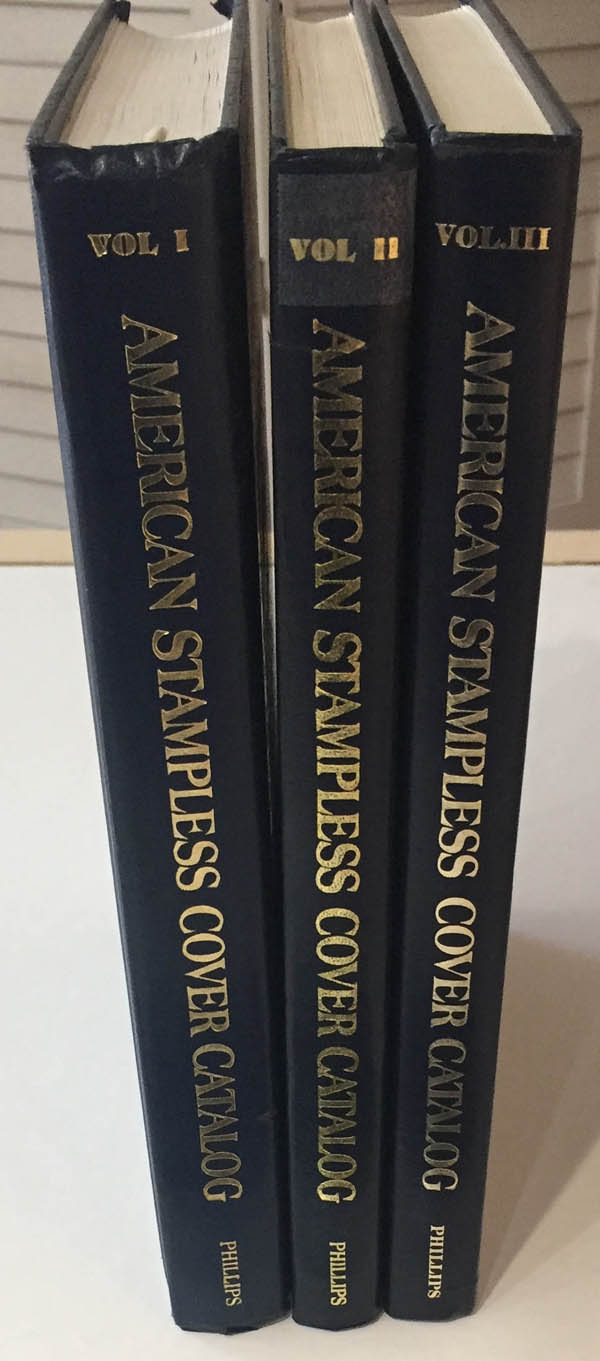 VOL I
AMERICAN STAMPLESS COVER CATALOG
PHILLIPS
VOL II
AMERICAN STAMPLESS COVER CATALOG
PHILLIPS
VOL.III
AMERICAN STAMPLESS COVER CATALOG
PHILLIPS